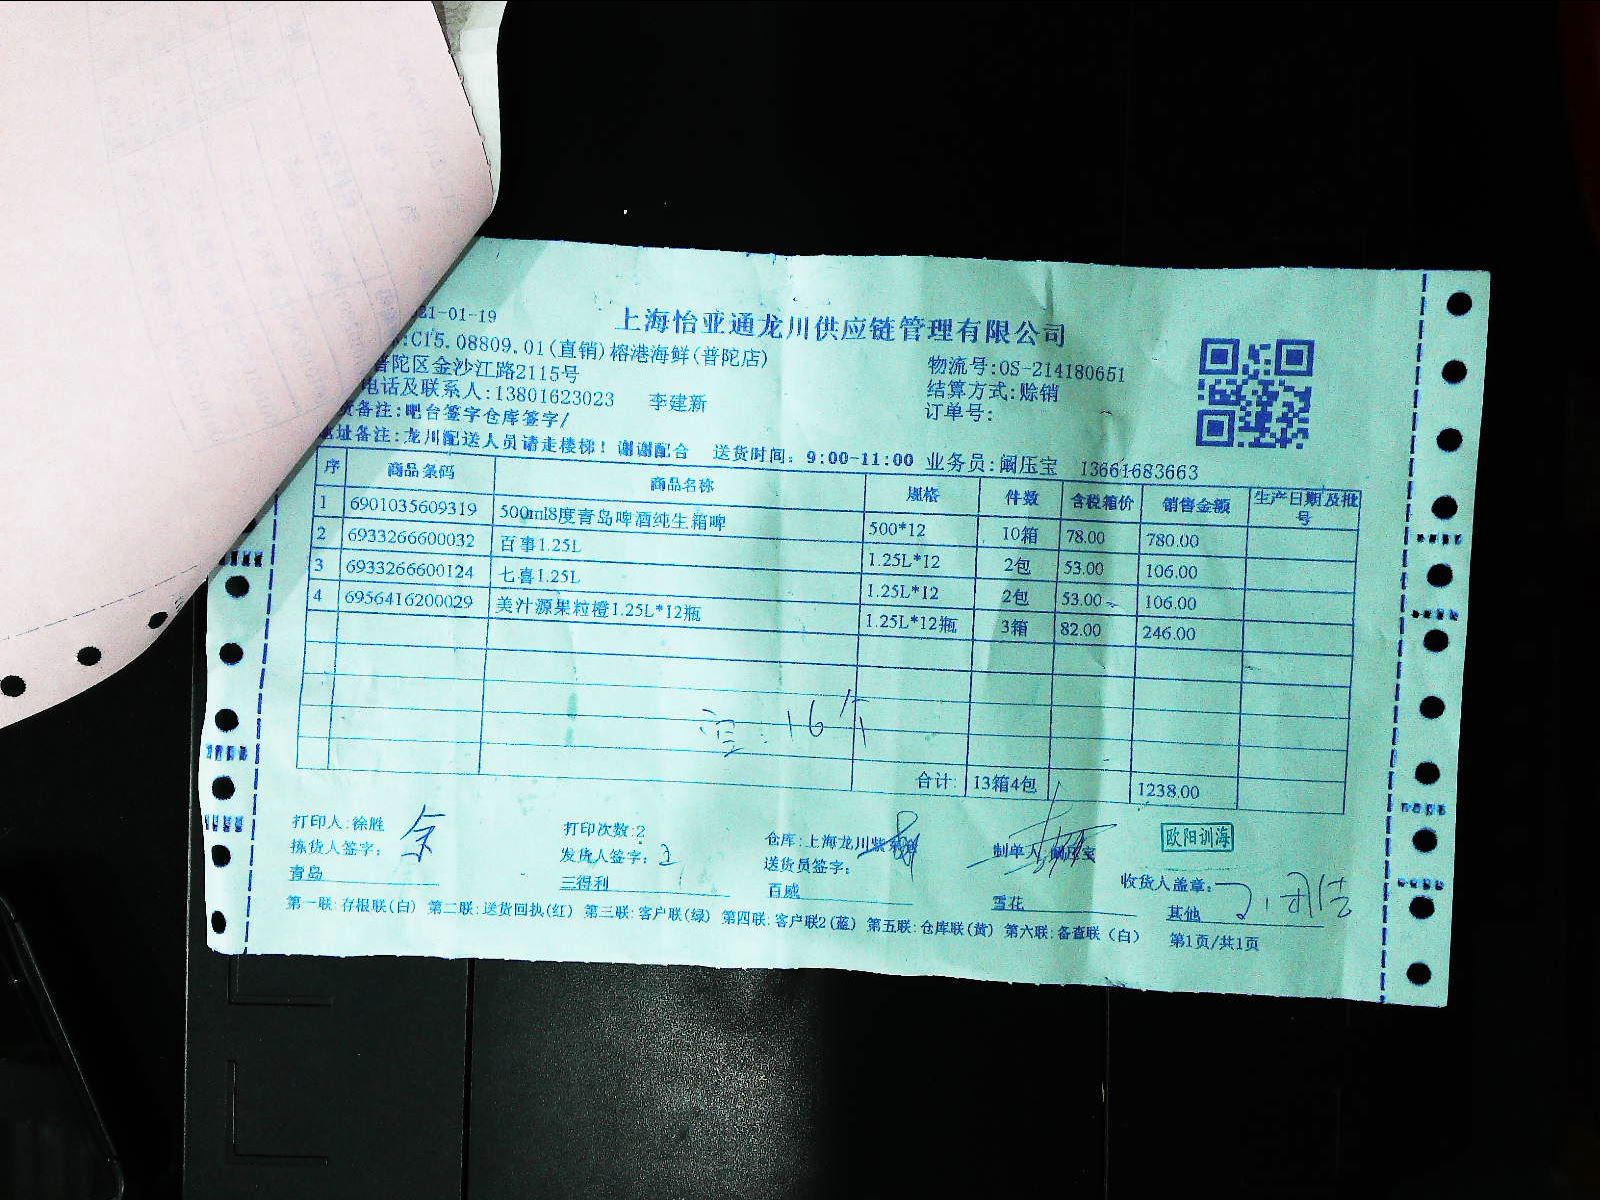 21-01-19
上海怡亚通龙川供应链管理有限公司
:C15.08809.01(直销)榕港海鲜(普陀店)
物流号:OS-214180651
普陀区金沙江路2115号
结算方式:赊销
电话及联系人:13801623023 李建新
订单号:
备注:吧台签字仓库签字/
址备注:龙川配送人员请走楼梯!谢谢配合 送货时间:9:00-11:00 业务员:阚压宝 13661683663
序 商品条码 商品名称 规格 件数 含税箱价 销售金额 生产日期及批号
1 6901035609319 500ml8度青岛啤酒纯生箱啤 500*12 10箱 78.00 780.00
2 6933266600032 百事1.25L 1.25L*12 2包 53.00 106.00
3 6933266600124 七喜1.25L 1.25L*12 2包 53.00 106.00
4 6956416200029 美汁源果粒橙1.25L*12瓶 1.25L*12瓶 3箱 82.00 246.00
16个
合计: 13箱4包 1238.00
打印人:徐胜 打印次数:2 仓库:上海龙川紫 制单人 阚压宝 欧阳训海
拣货人签字: 发货人签字: 送货员签字: 收货人盖章:
青岛 三得利 百威 雪花 其他
第一联:存根联(白) 第二联:送货回执(红) 第三联:客户联(绿) 第四联:客户联2(蓝) 第五联:仓库联(黄) 第六联:备查联(白) 第1页/共1页